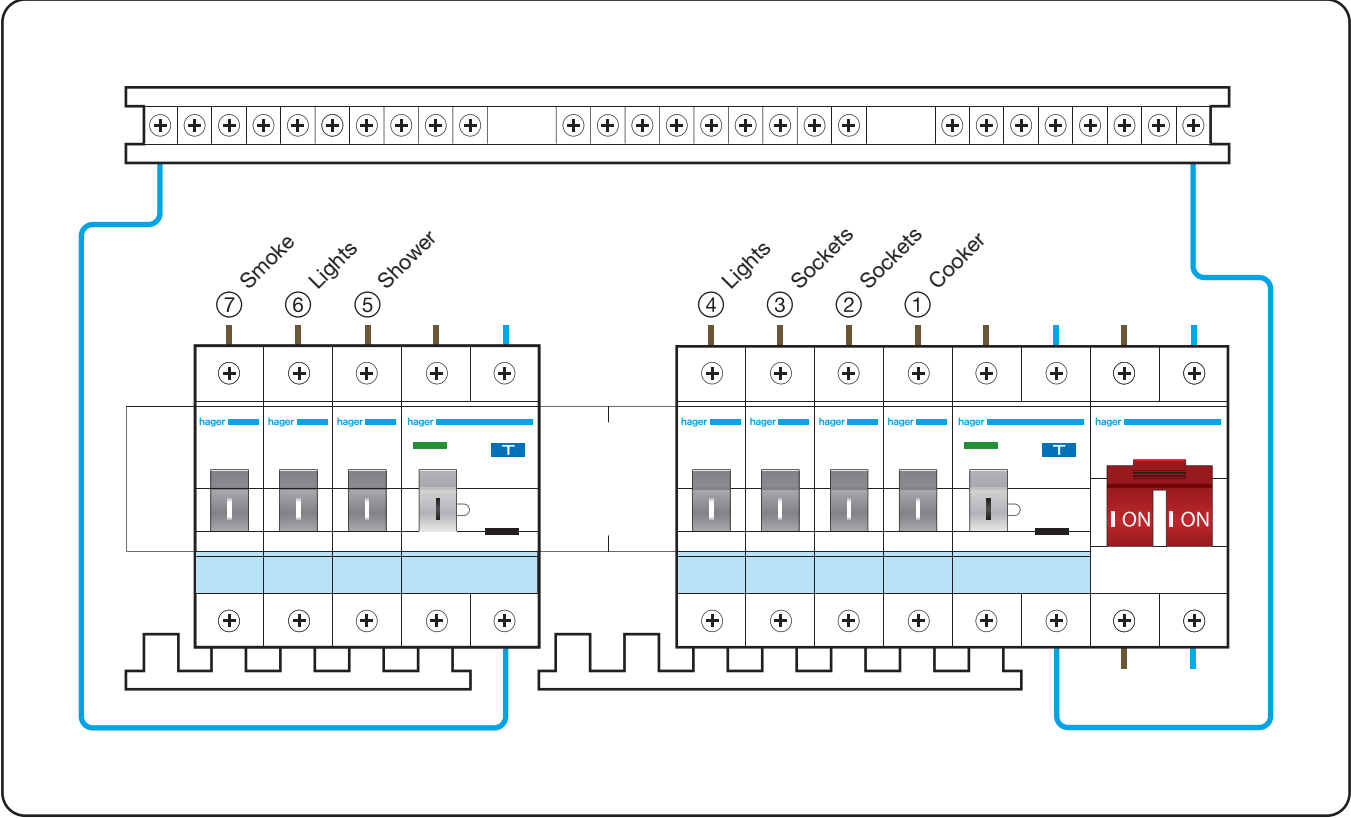 Smoke
Lights
Shower
Lights
Sockets
Sockets
Cooker
7 6 5 4 3 2 1
hager hager hager hager hager hager hager hager hager hager
T T
I ON I ON